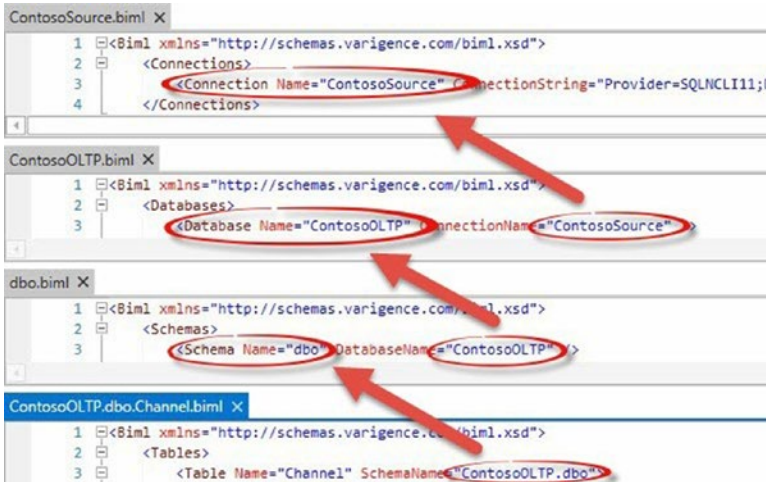 ContosoSource.biml ×
1 <Biml xmlns="http://schemas.varigence.com/biml.xsd">
2 <Connections>
3 <Connection Name="ContosoSource" ConnectionString="Provider=SQLNCLI11;
4 </Connections>
ContosoOLTP.biml ×
1 <Biml xmlns="http://schemas.varigence.com/biml.xsd">
2 <Databases>
3 <Database Name="ContosoOLTP" ConnectionName="ContosoSource" >
dbo.biml ×
1 <Biml xmlns="http://schemas.varigence.com/biml.xsd">
2 <Schemas>
3 <Schema Name="dbo" DatabaseName="ContosoOLTP" />
ContosoOLTP.dbo.Channel.biml ×
1 <Biml xmlns="http://schemas.varigence.com/biml.xsd">
2 <Tables>
3 <Table Name="Channel" SchemaName="ContosoOLTP.dbo">